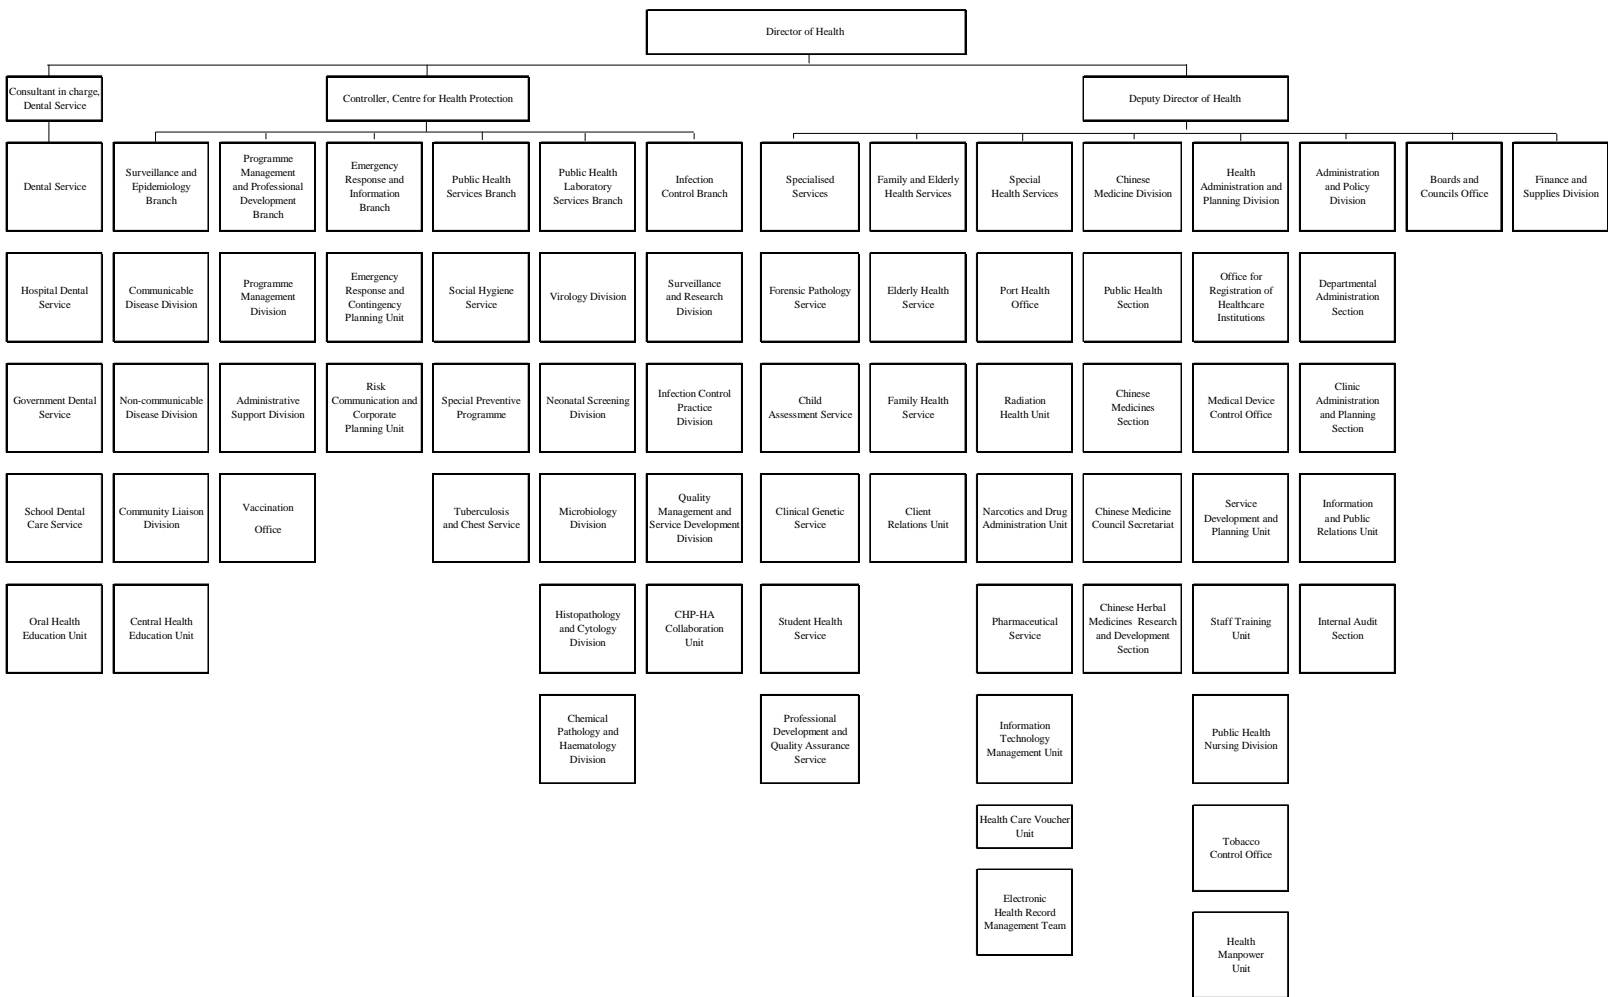 Director of Health
Consultant in charge,
Dental Service
Controller, Centre for Health Protection
Deputy Director of Health
Dental Service
Surveillance and
Epidemiology
Branch
Programme
Management
and Professional
Development
Branch
Emergency
Response and
Information
Branch
Public Health
Services Branch
Public Health
Laboratory
Services Branch
Infection
Control Branch
Specialised
Services
Family and Elderly
Health Services
Special
Health Services
Chinese
Medicine Division
Health
Administration and
Planning Division
Administration
and Policy
Division
Boards and
Councils Office
Finance and
Supplies Division
Hospital Dental
Service
Communicable
Disease Division
Programme
Management
Division
Emergency
Response and
Contingency
Planning Unit
Social Hygiene
Service
Virology Division
Surveillance
and Research
Division
Forensic Pathology
Service
Elderly Health
Service
Port Health
Office
Public Health
Section
Office for
Registration of
Healthcare
Institutions
Departmental
Administration
Section
Government Dental
Service
Non-communicable
Disease Division
Administrative
Support Division
Risk
Communication and
Corporate
Planning Unit
Special Preventive
Programme
Neonatal Screening
Division
Infection Control
Practice
Division
Child
Assessment Service
Family Health
Service
Radiation
Health Unit
Chinese
Medicines
Section
Medical Device
Control Office
Clinic
Administration
and Planning
Section
School Dental
Care Service
Community Liaison
Division
Vaccination
Office
Tuberculosis
and Chest Service
Microbiology
Division
Quality
Management and
Service Development
Division
Clinical Genetic
Service
Client
Relations Unit
Narcotics and Drug
Administration Unit
Chinese Medicine
Council Secretariat
Service
Development and
Planning Unit
Information
and Public
Relations Unit
Oral Health
Education Unit
Central Health
Education Unit
Histopathology
and Cytology
Division
CHP-HA
Collaboration
Unit
Student Health
Service
Pharmaceutical
Service
Chinese Herbal
Medicines Research
and Development
Section
Staff Training
Unit
Internal Audit
Section
Chemical
Pathology and
Haematology
Division
Professional
Development and
Quality Assurance
Service
Information
Technology
Management Unit
Public Health
Nursing Division
Health Care Voucher
Unit
Tobacco
Control Office
Electronic
Health Record
Management Team
Health
Manpower
Unit